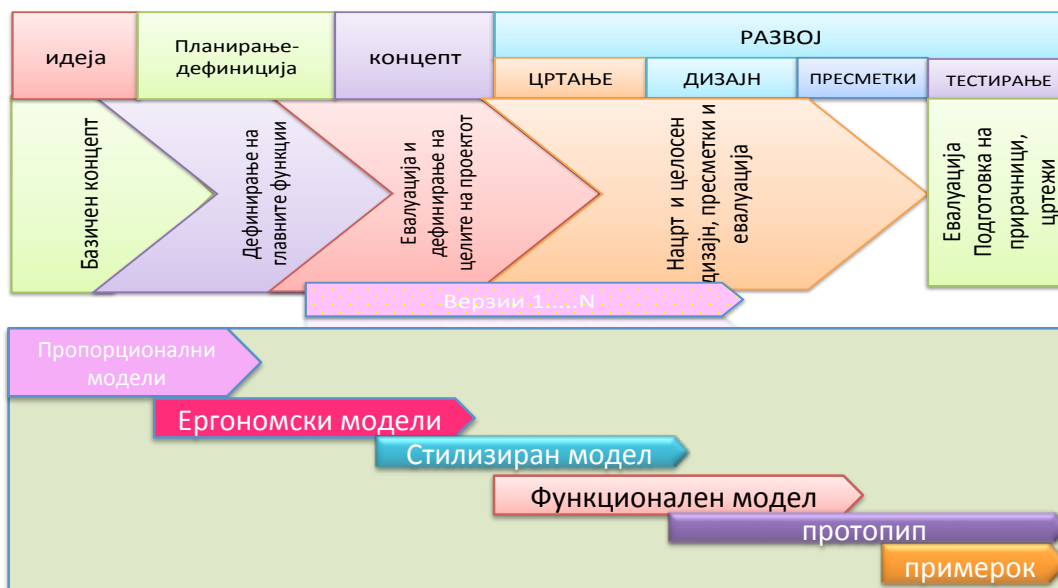 идеја
Планирање-
дефиниција
концепт
РАЗВОЈ
ЦРТАЊЕ
ДИЗАЈН
ПРЕСМЕТКИ
ТЕСТИРАЊЕ
Базичен концепт
Дефинирање на
главните функции
Евалуација и
дефинирање на
целите на проектот
Нацрт и целосен
дизајн, пресметки и
евалуација
Евалуација
Подготовка на
прирачници,
цртежи
Верзии 1.....N
Пропорционални
модели
Ергономски модели
Стилизиран модел
Функционален модел
протопип
примерок